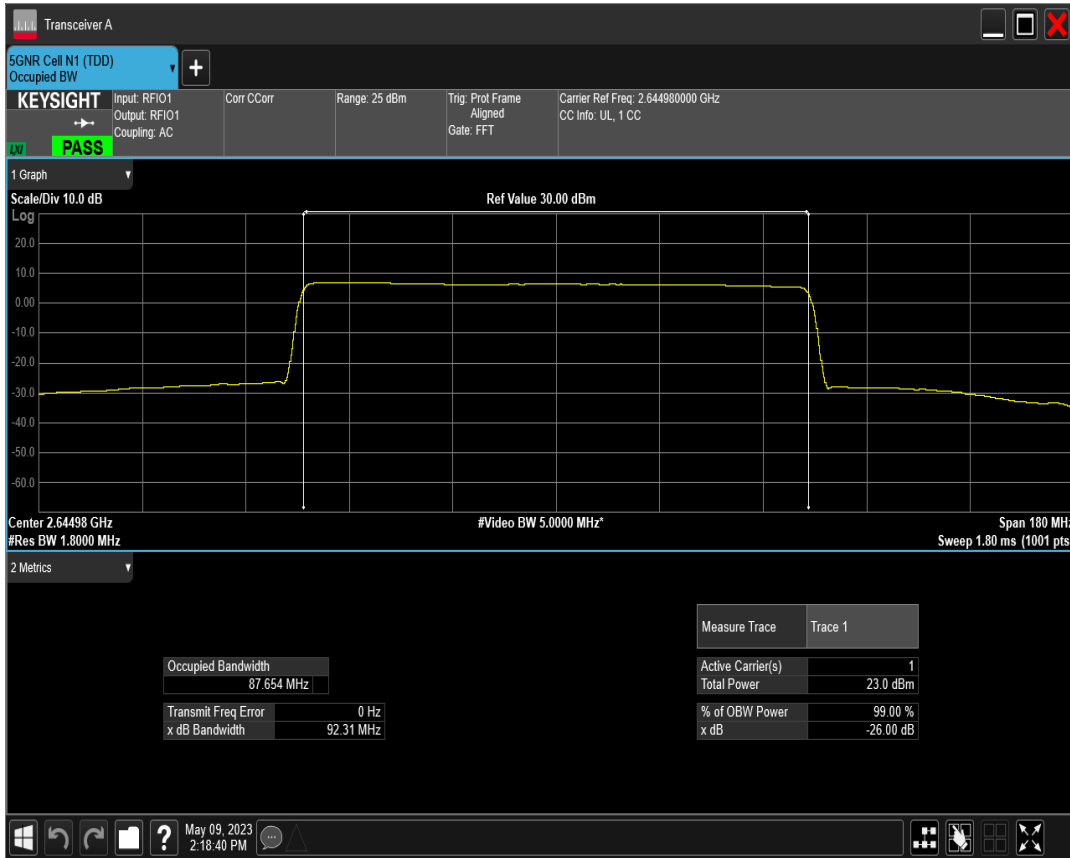 Transceiver A
5GNR Cell N1 (TDD)
Occupied BW
KEYSIGHT
LXI
PASS
Input: RFIO1
Output: RFIO1
Coupling: AC
Corr CCorr
Range: 25 dBm
Trig: Prot Frame
Aligned
Gate: FFT
Carrier Ref Freq: 2.644980000 GHz
CC Info: UL, 1 CC
1 Graph
Scale/Div 10.0 dB
Ref Value 30.00 dBm
Log
20.0
10.0
0.00
-10.0
-20.0
-30.0
-40.0
-50.0
-60.0
Center 2.64498 GHz
#Video BW 5.0000 MHz*
Span 180 MHz
#Res BW 1.8000 MHz
Sweep 1.80 ms (1001 pts
2 Metrics
Measure Trace Trace 1
Occupied Bandwidth
87.654 MHz
Active Carrier(s) 1
Total Power 23.0 dBm
Transmit Freq Error 0 Hz
x dB Bandwidth 92.31 MHz
% of OBW Power 99.00 %
x dB -26.00 dB
?
May 09, 2023
2:18:40 PM